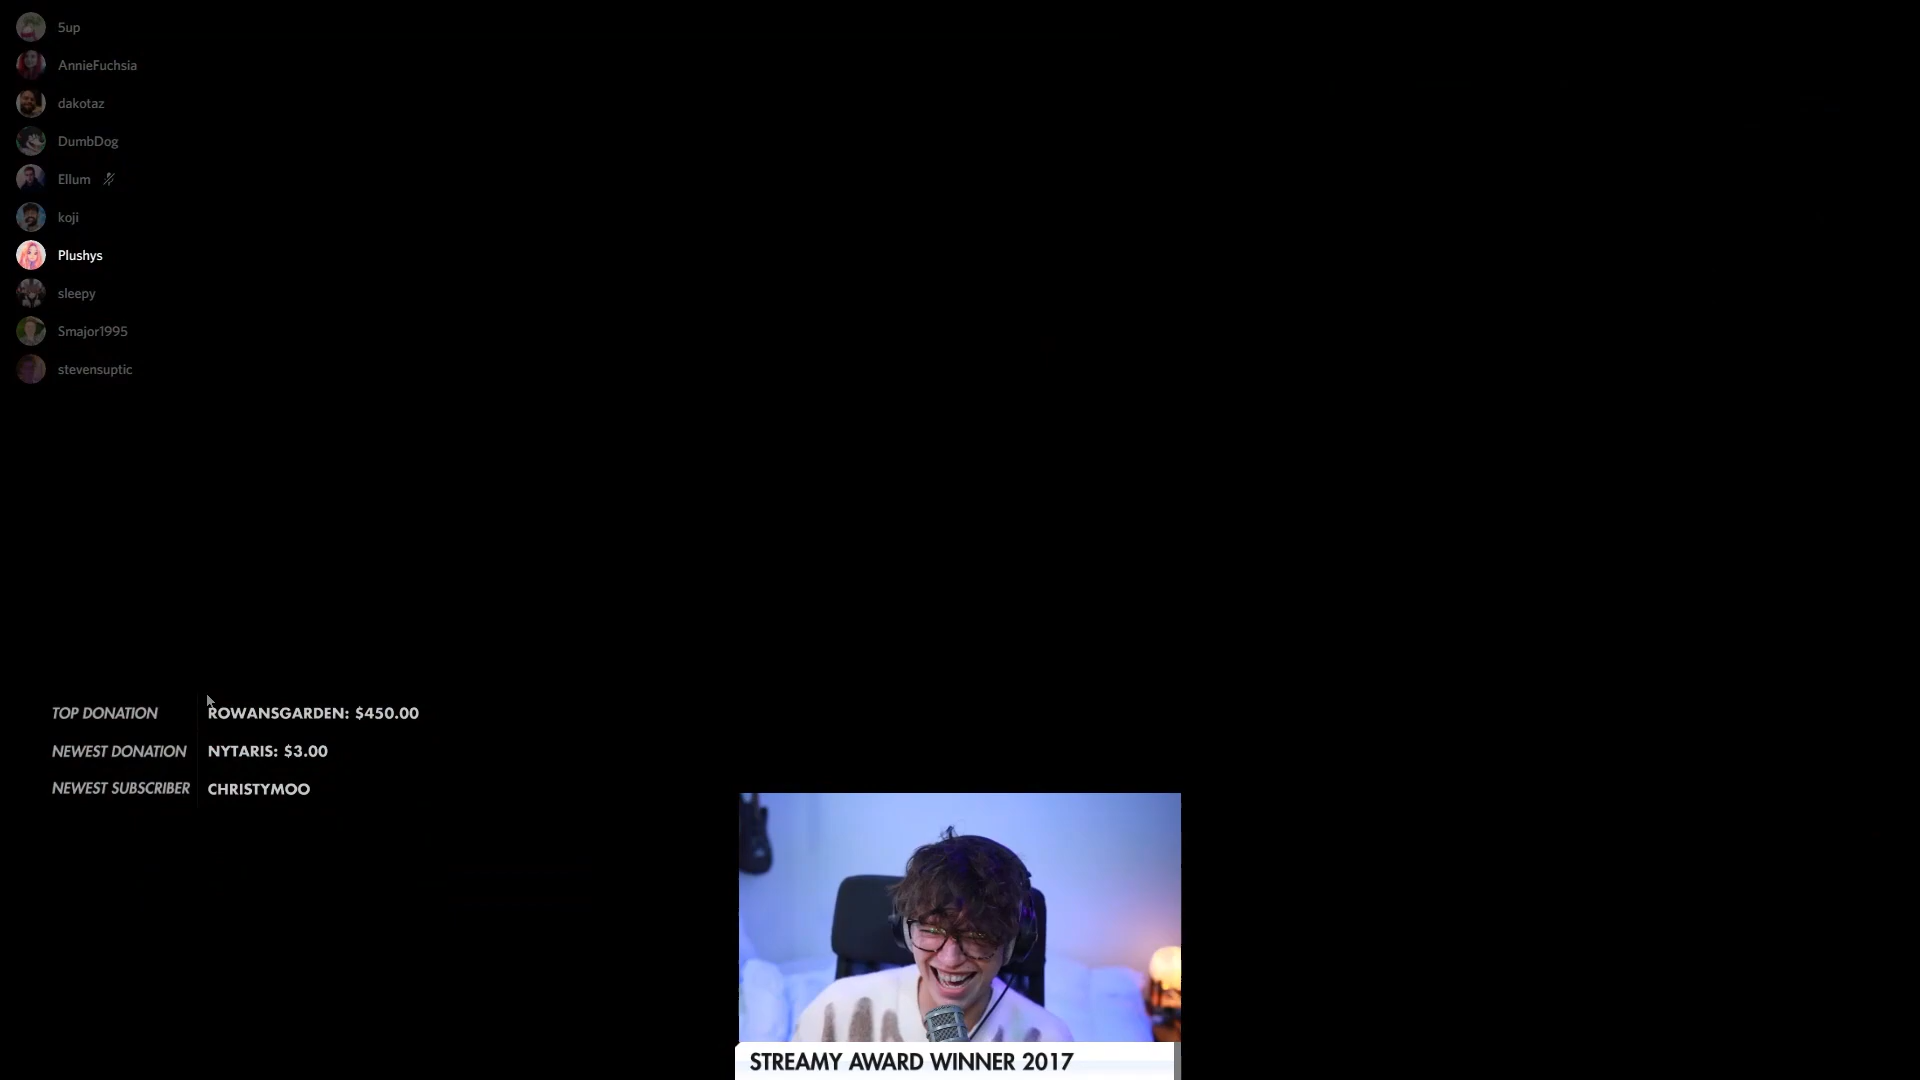 5up
AnnieFuchsia
dakotaz
DumbDog
Ellum
koji
Plushys
sleepy
Smajor1995
stevensuptic
TOP DONATION ROWANSGARDEN: $450.00
NEWEST DONATION NYTARIS: $3.00
NEWEST SUBSCRIBER CHRISTYMOO
STREAMY AWARD WINNER 2017